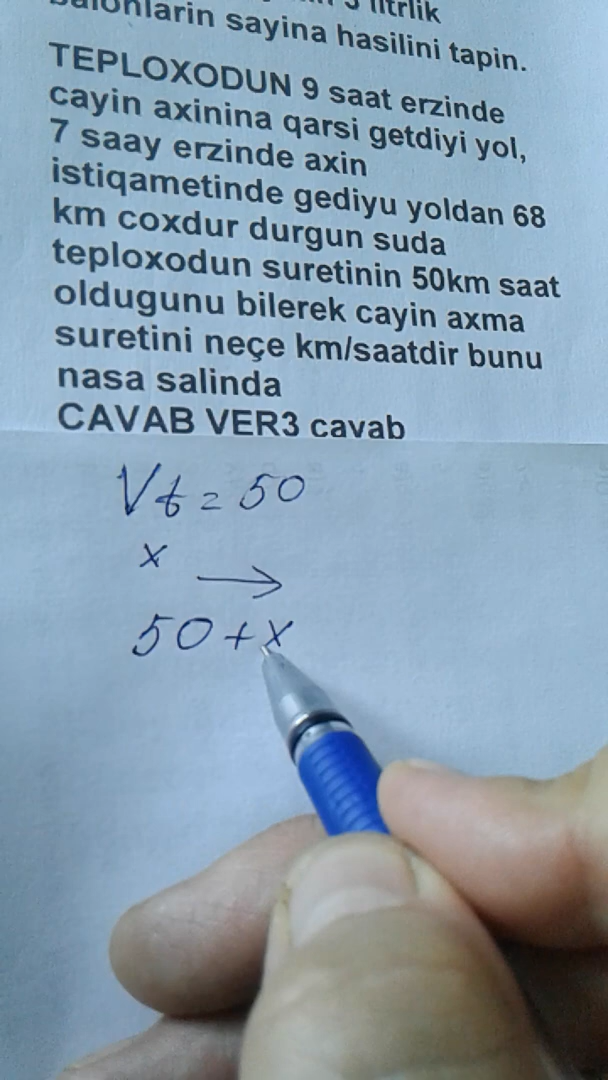 3 litrlik
balonlarin sayina hasilini tapin.
TEPLOXODUN 9 saat erzinde
cayin axinina qarsi getdiyi yol,
7 saay erzinde axin
istiqametinde gediyu yoldan 68
km coxdur durgun suda
teploxodun suretinin 50km saat
oldugunu bilerek cayin axma
suretini neçe km/saatdir bunu
nasa salinda
CAVAB VER3 cavab
Vt = 50
x
50 + x